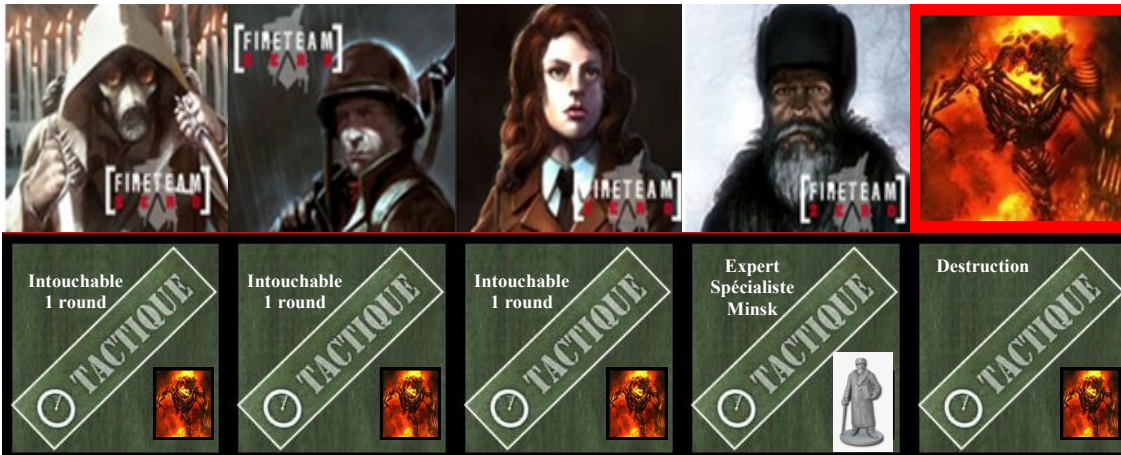 FIRETEAM
ZERO
FIRETEAM
ZERO
FIRETEAM
ZERO
FIRETEAM
ZERO
Intouchable
1 round
TACTIQUE
Intouchable
1 round
TACTIQUE
Intouchable
1 round
TACTIQUE
Expert
Spécialiste
Minsk
TACTIQUE
Destruction
TACTIQUE